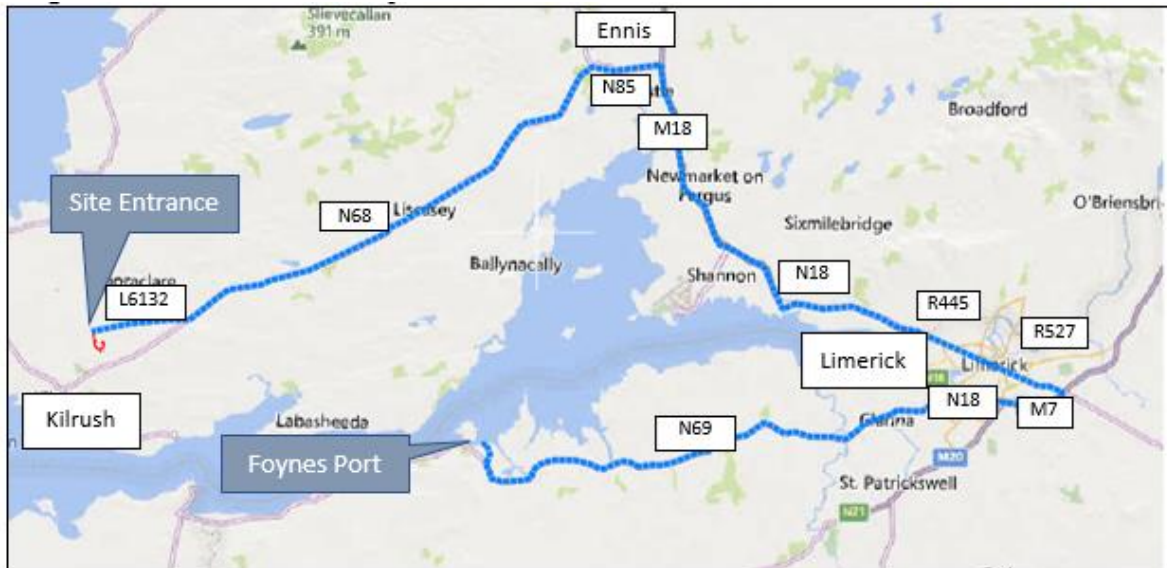 Slievecallan
391 m
Ennis
N85
M18
Broadford
Newmarket on
Fergus
O'Briensbri
Site Entrance
N68
Sixmilebridge
Ballynacally
Shannon
N18
L6132
R445
R527
Limerick
Limerick
Kilrush
Labasheeda
N69
N18
M7
Foynes Port
M20
St. Patrickswell
N21